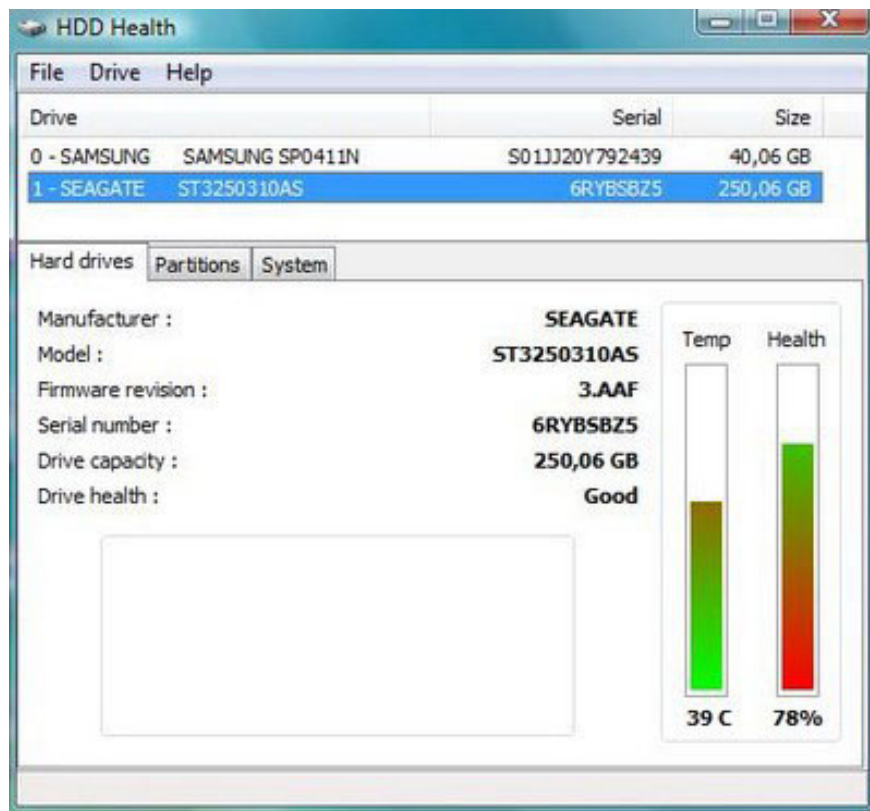 HDD Health
File Drive Help
Drive Serial Size
0 - SAMSUNG SAMSUNG SP0411N S01JJ20Y792439 40,06 GB
1 - SEAGATE ST3250310AS 6RYBSBZ5 250,06 GB
Hard drives Partitions System
Manufacturer : SEAGATE
Model : ST3250310AS
Firmware revision : 3.AAF
Serial number : 6RYBSBZ5
Drive capacity : 250,06 GB
Drive health : Good
Temp Health
39 C 78%